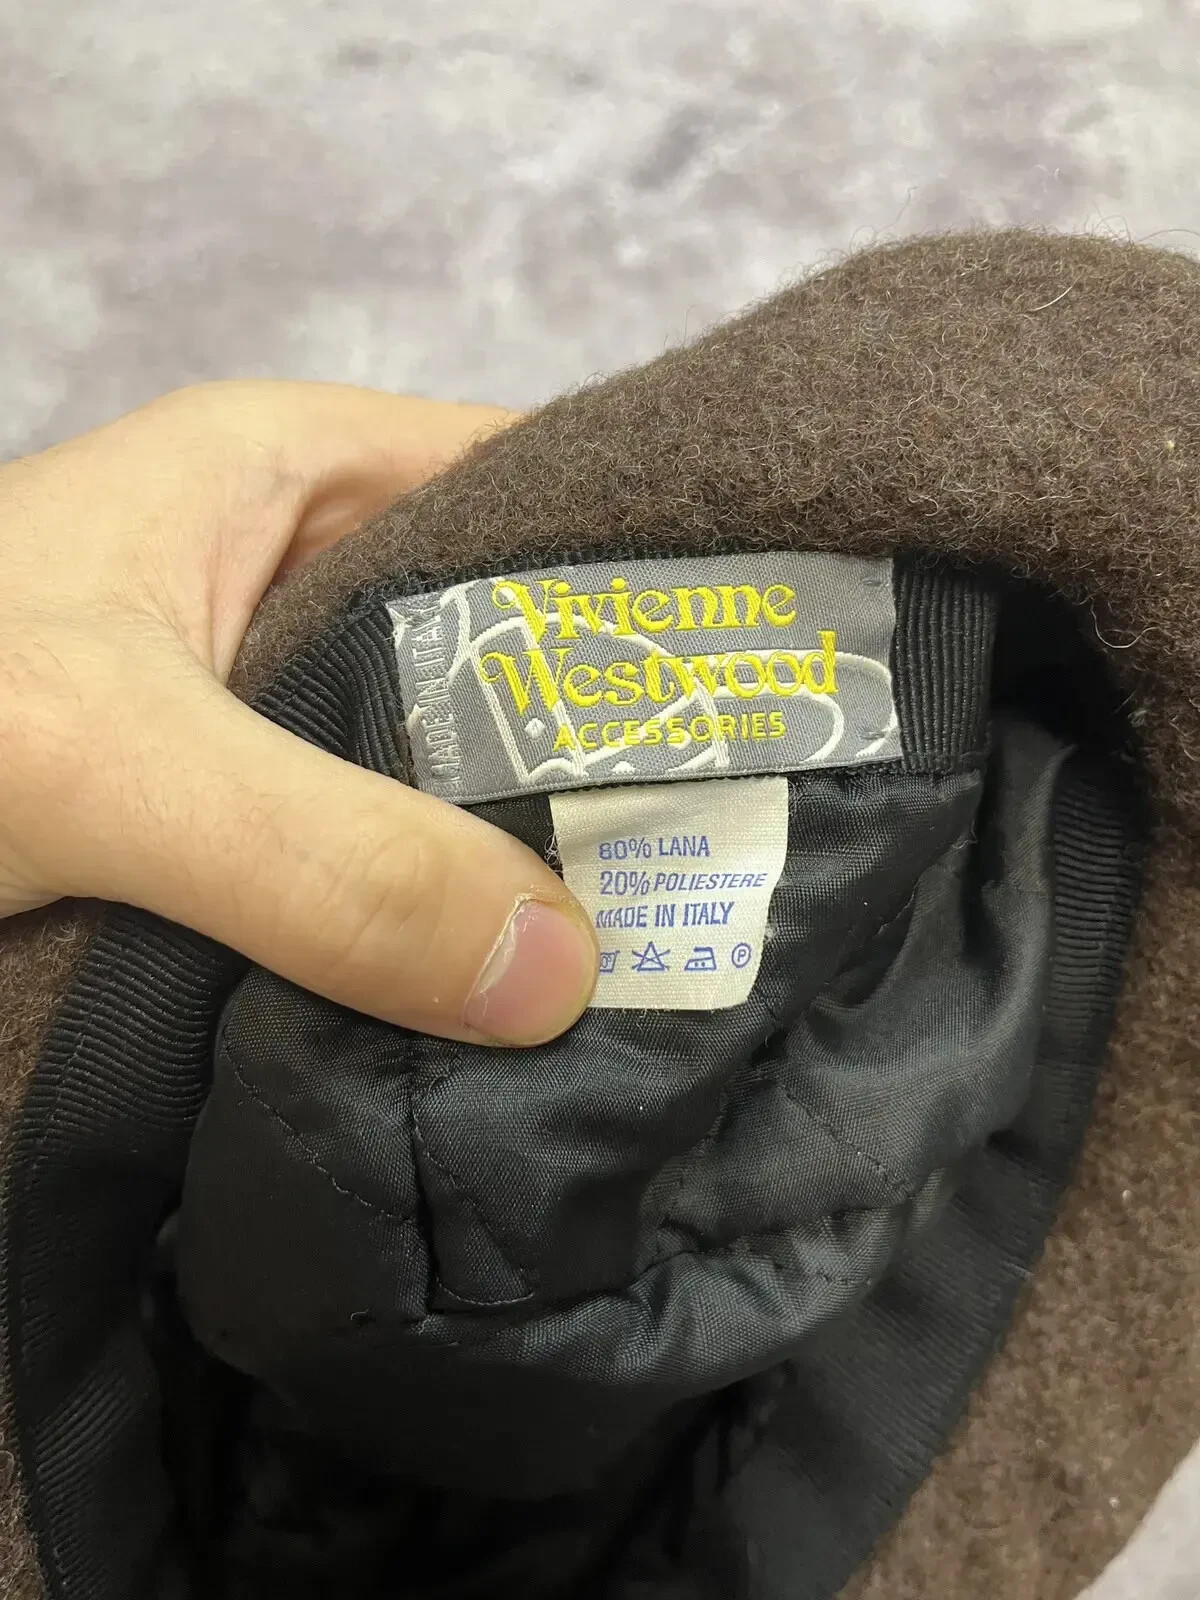 Vivienne
Westwood
ACCESSORIES
MADE IN ITALY
80% LANA
20% POLIESTERE
MADE IN ITALY
P